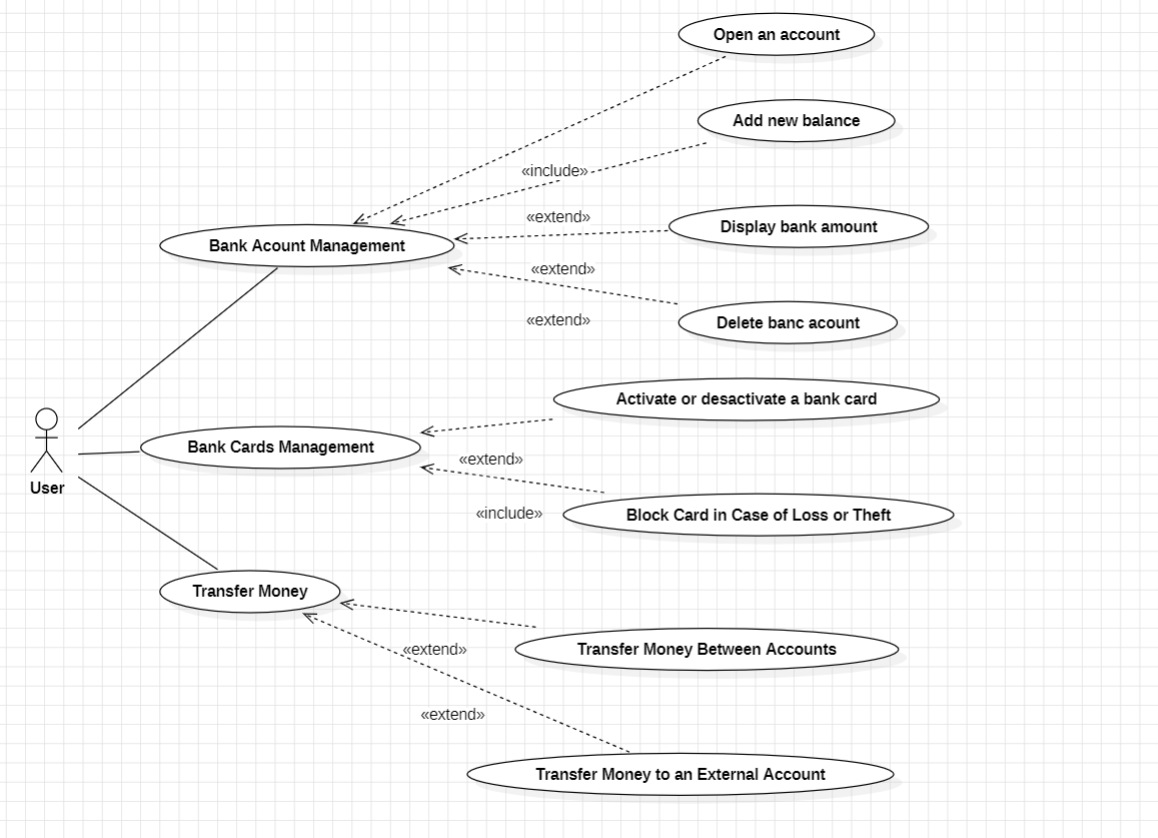 Open an account
Add new balance
«include»
«extend»
Display bank amount
Bank Acount Management
«extend»
«extend»
Delete banc acount
Activate or desactivate a bank card
Bank Cards Management
«extend»
User
«include»
Block Card in Case of Loss or Theft
Transfer Money
«extend»
Transfer Money Between Accounts
«extend»
Transfer Money to an External Account